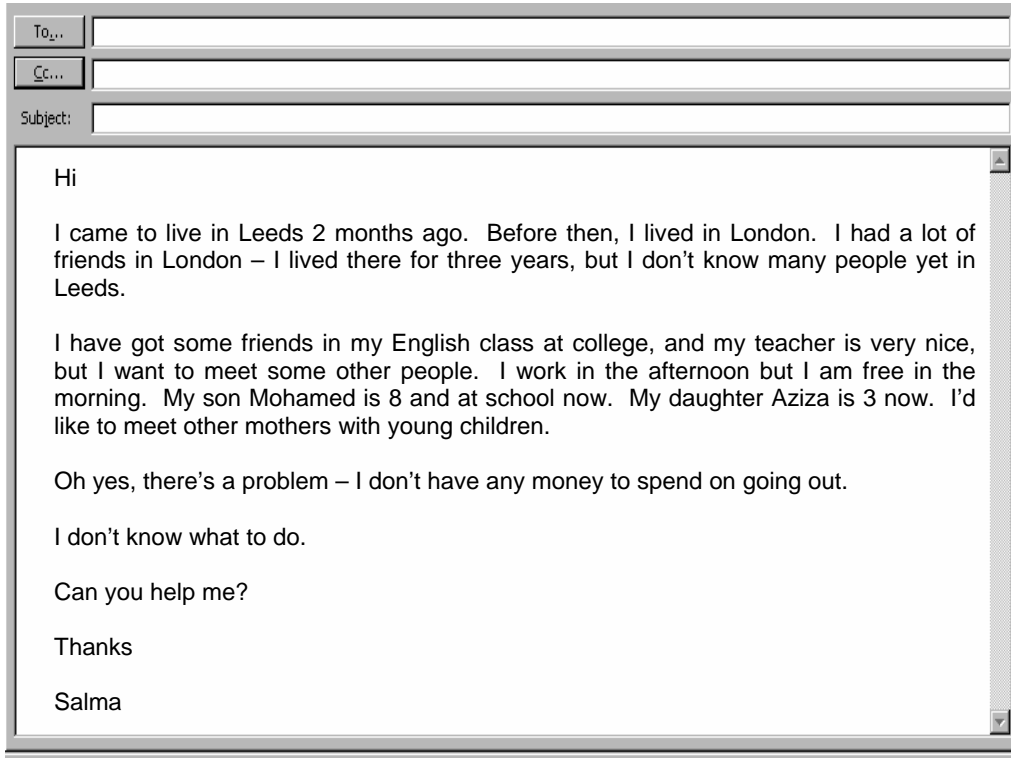 To...
Cc...
Subject:
Hi
I came to live in Leeds 2 months ago. Before then, I lived in London. I had a lot of
friends in London – I lived there for three years, but I don't know many people yet in
Leeds.
I have got some friends in my English class at college, and my teacher is very nice,
but I want to meet some other people. I work in the afternoon but I am free in the
morning. My son Mohamed is 8 and at school now. My daughter Aziza is 3 now. I'd
like to meet other mothers with young children.
Oh yes, there's a problem – I don't have any money to spend on going out.
I don't know what to do.
Can you help me?
Thanks
Salma